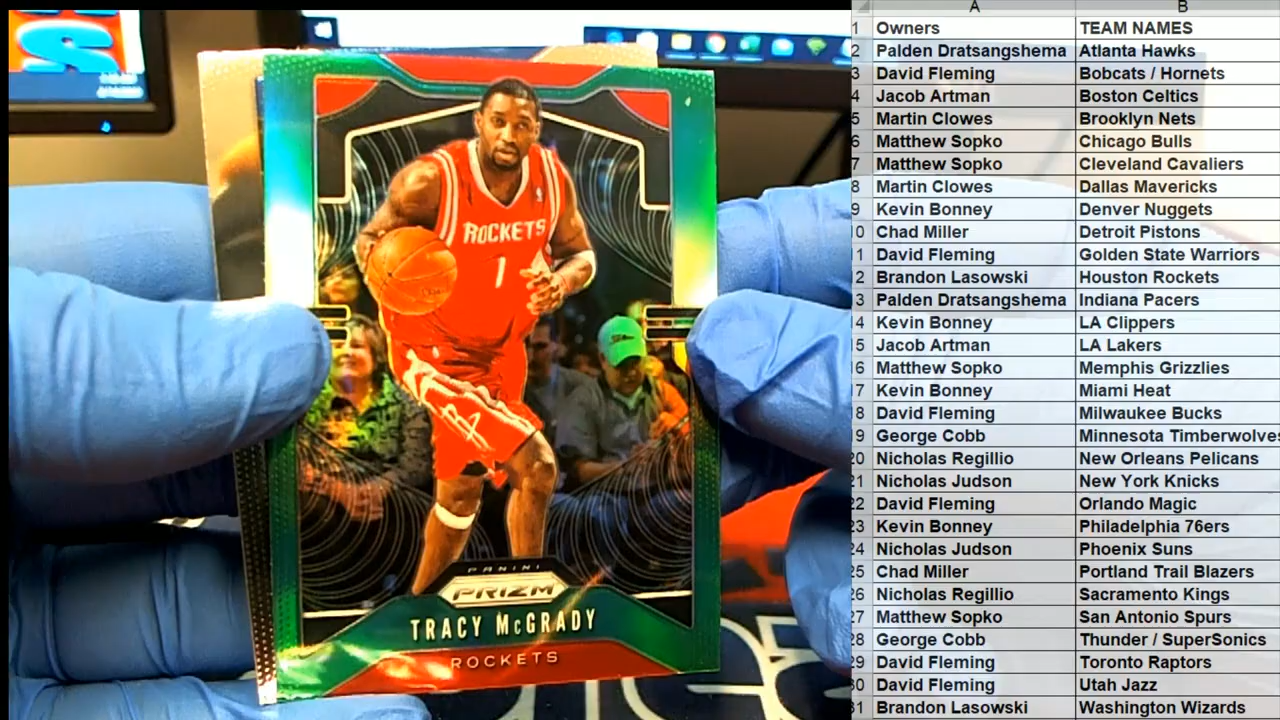 S
ROCKETS
1
PANINI
PRIZM
TRACY McGRADY
ROCKETS
A B
1 Owners TEAM NAMES
2 Palden Dratsangshema Atlanta Hawks
3 David Fleming Bobcats / Hornets
4 Jacob Artman Boston Celtics
5 Martin Clowes Brooklyn Nets
6 Matthew Sopko Chicago Bulls
7 Matthew Sopko Cleveland Cavaliers
8 Martin Clowes Dallas Mavericks
9 Kevin Bonney Denver Nuggets
10 Chad Miller Detroit Pistons
1 David Fleming Golden State Warriors
2 Brandon Lasowski Houston Rockets
3 Palden Dratsangshema Indiana Pacers
14 Kevin Bonney LA Clippers
15 Jacob Artman LA Lakers
16 Matthew Sopko Memphis Grizzlies
17 Kevin Bonney Miami Heat
18 David Fleming Milwaukee Bucks
19 George Cobb Minnesota Timberwolves
20 Nicholas Regillio New Orleans Pelicans
21 Nicholas Judson New York Knicks
22 David Fleming Orlando Magic
23 Kevin Bonney Philadelphia 76ers
24 Nicholas Judson Phoenix Suns
25 Chad Miller Portland Trail Blazers
26 Nicholas Regillio Sacramento Kings
27 Matthew Sopko San Antonio Spurs
28 George Cobb Thunder / SuperSonics
29 David Fleming Toronto Raptors
30 David Fleming Utah Jazz
31 Brandon Lasowski Washington Wizards